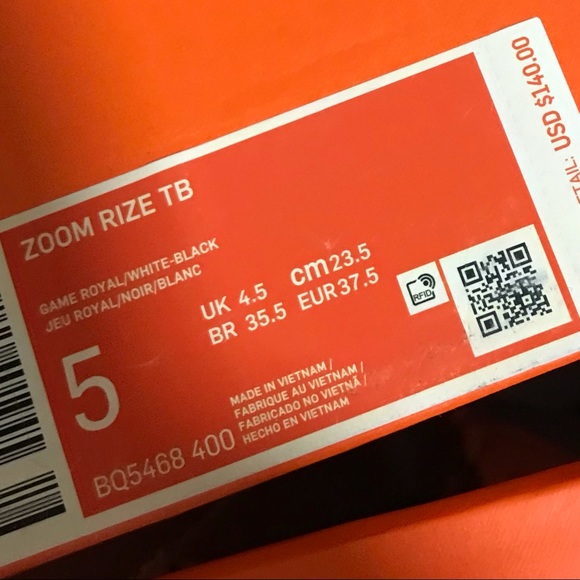 ZOOM RIZE TB
GAME ROYAL/WHITE-BLACK
JEU ROYAL/NOIR/BLANC
5
UK 4.5 cm 23.5
BR 35.5 EUR 37.5
RFID
MADE IN VIETNAM /
FABRIQUE AU VIETNAM /
FABRICADO NO VIETNÃ /
HECHO EN VIETNAM
BQ5468 400
TAIL: USD $140.00